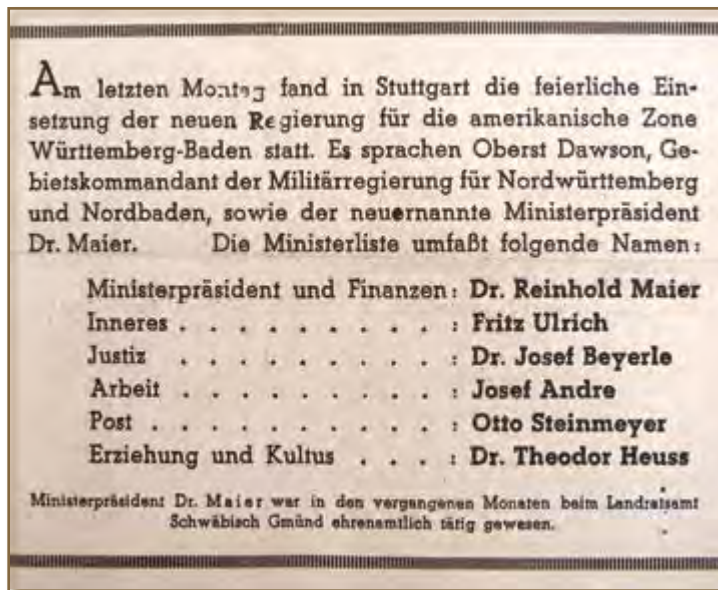 Am letzten Montag fand in Stuttgart die feierliche Ein-
setzung der neuen Regierung für die amerikanische Zone
Württemberg-Baden statt. Es sprachen Oberst Dawson, Ge-
bietskommandant der Militärregierung für Nordwürttemberg
und Nordbaden, sowie der neuernannte Ministerpräsident
Dr. Maier. Die Ministerliste umfaßt folgende Namen:
Ministerpräsident und Finanzen: Dr. Reinhold Maier
Inneres . . . . . . . . . . : Fritz Ulrich
Justiz . . . . . . . . . . : Dr. Josef Beyerle
Arbeit . . . . . . . . . . : Josef Andre
Post . . . . . . . . . . . : Otto Steinmeyer
Erziehung und Kultus . . . : Dr. Theodor Heuss
Ministerpräsident Dr. Maier war in den vergangenen Monaten beim Landratsamt
Schwäbisch Gmünd ehrenamtlich tätig gewesen.